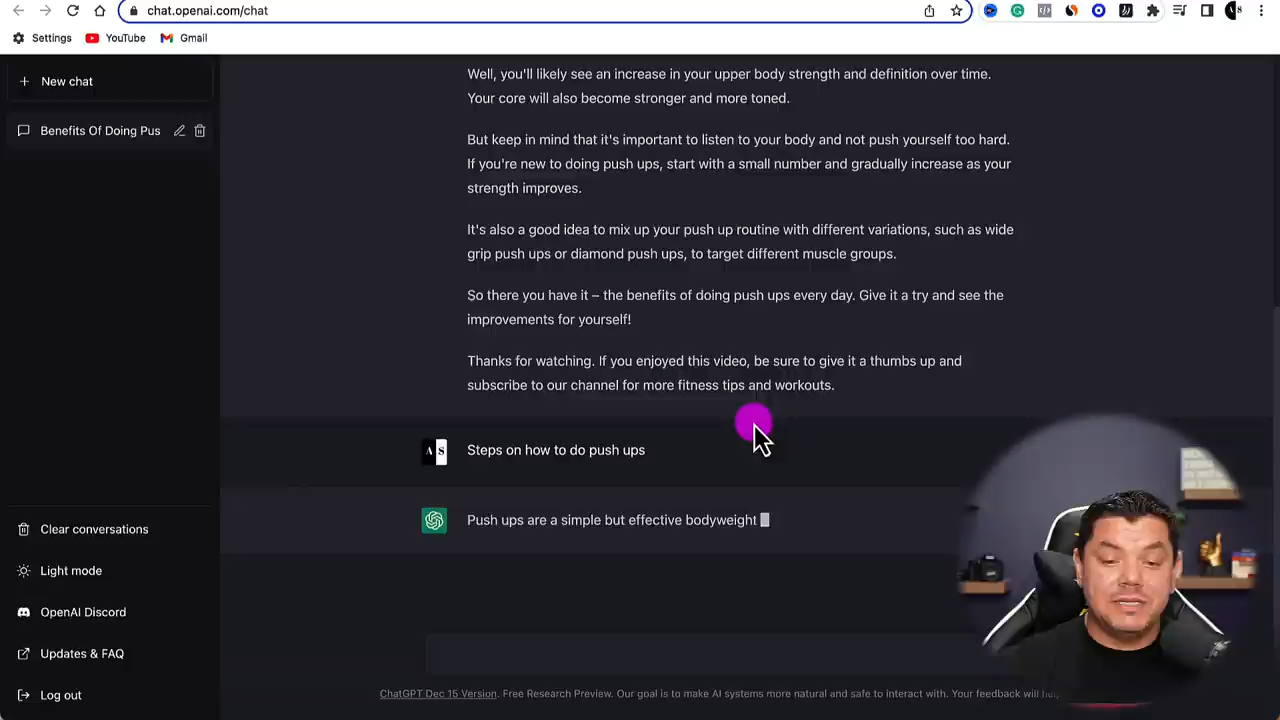 chat.openai.com/chat
Settings
YouTube
Gmail
New chat
Benefits Of Doing Pus
Well, you'll likely see an increase in your upper body strength and definition over time.
Your core will also become stronger and more toned.
But keep in mind that it's important to listen to your body and not push yourself too hard.
If you're new to doing push ups, start with a small number and gradually increase as your
strength improves.
It's also a good idea to mix up your push up routine with different variations, such as wide
grip push ups or diamond push ups, to target different muscle groups.
So there you have it – the benefits of doing push ups every day. Give it a try and see the
improvements for yourself!
Thanks for watching. If you enjoyed this video, be sure to give it a thumbs up and
subscribe to our channel for more fitness tips and workouts.
A S
Steps on how to do push ups
Push ups are a simple but effective bodyweight
Clear conversations
Light mode
OpenAI Discord
Updates & FAQ
Log out
ChatGPT Dec 15 Version. Free Research Preview. Our goal is to make AI systems more natural and safe to interact with. Your feedback will